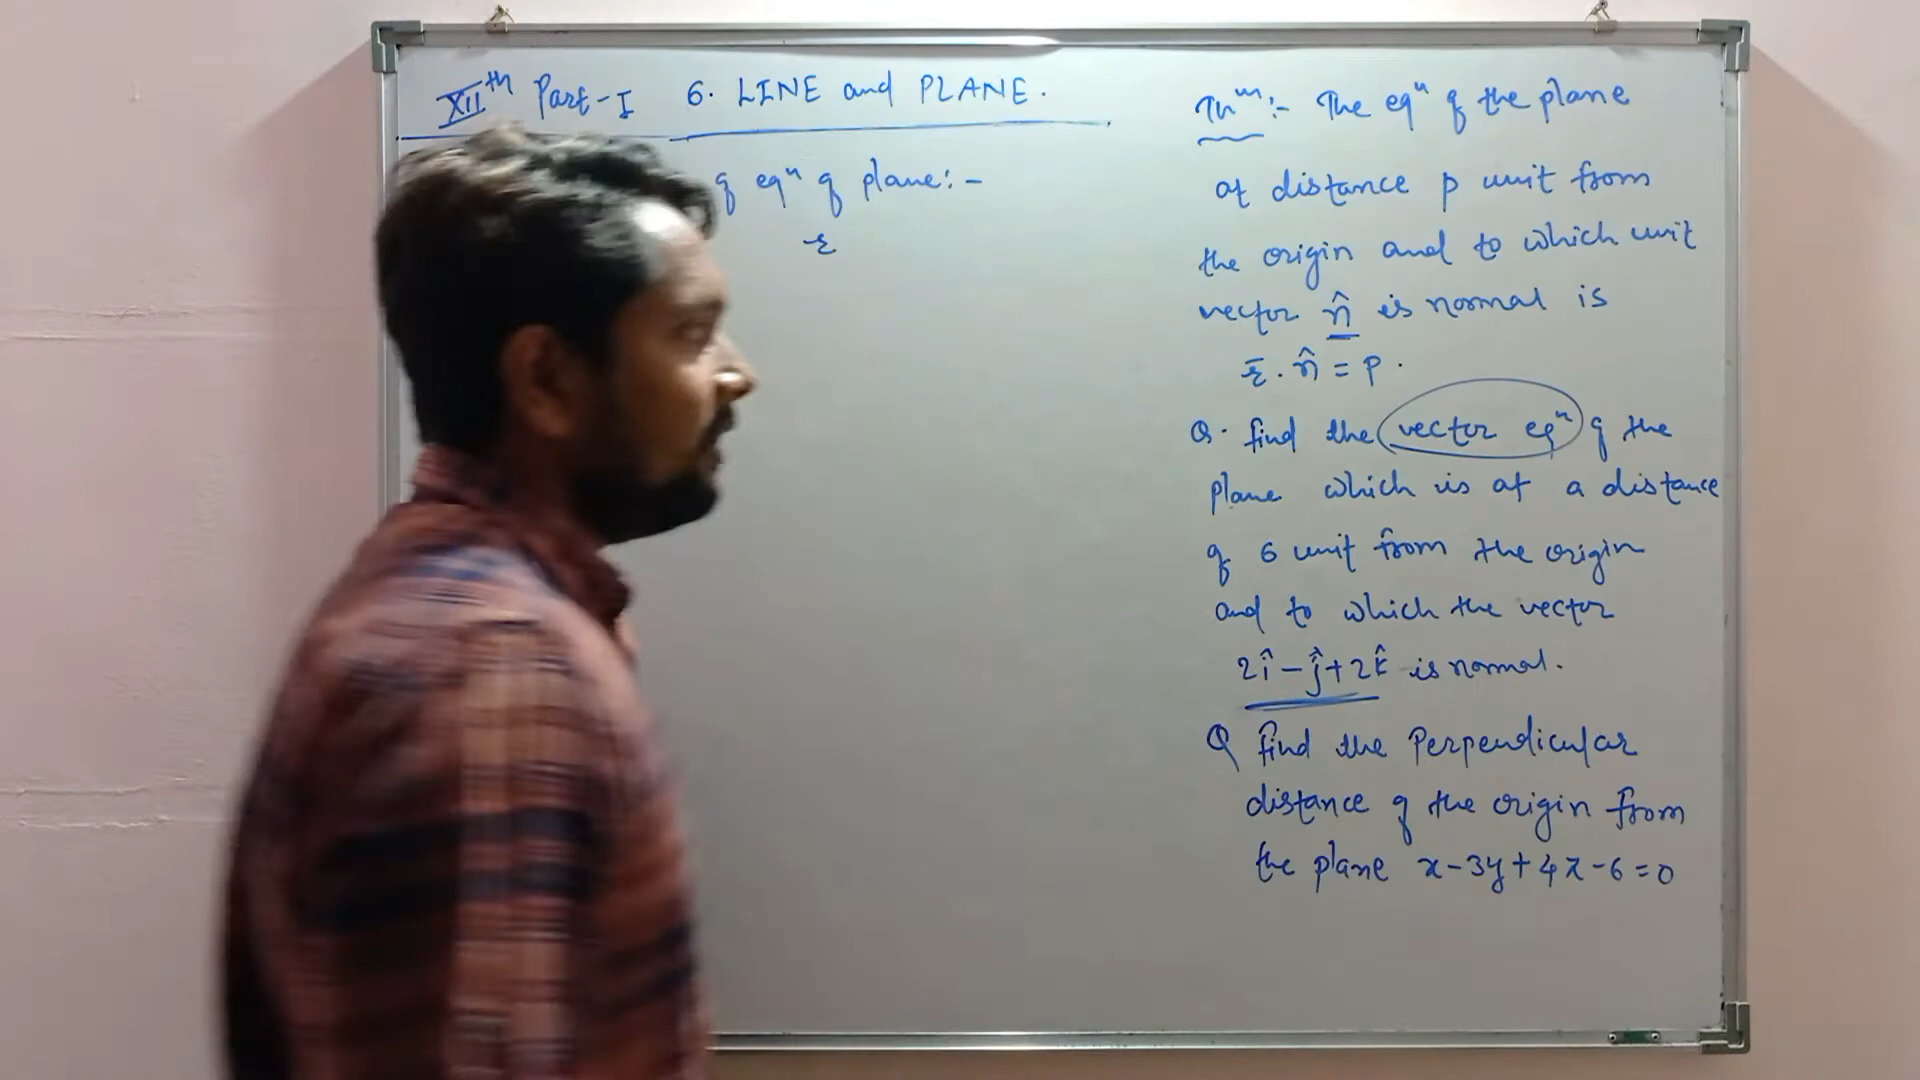 XIIth Part-I 6. LINE and PLANE.
of eqn of plane:-
r̄
Thm:- The eqn of the plane
at distance p unit from
the origin and to which unit
vector n̂ is normal is
r̄ . n̂ = p .
Q. find the vector eqn of the
plane which is at a distance
of 6 unit from the origin
and to which the vector
2î - ĵ + 2k̂ is normal.
Q find the Perpendicular
distance of the origin from
the plane x-3y+4z-6=0